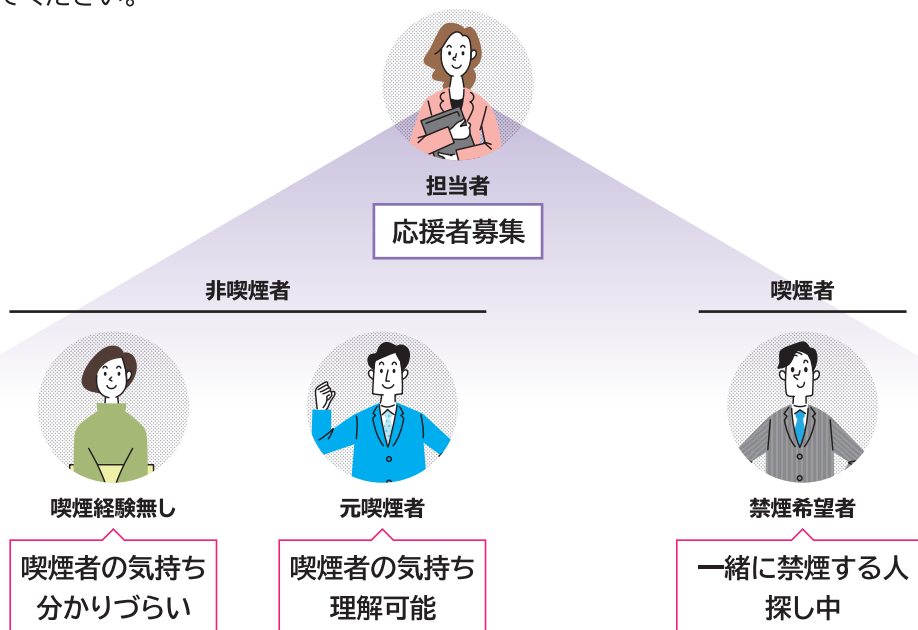 てください。
担当者
応援者募集
非喫煙者
喫煙者
喫煙経験無し
元喫煙者
禁煙希望者
喫煙者の気持ち
分かりづらい
喫煙者の気持ち
理解可能
一緒に禁煙する人
探し中